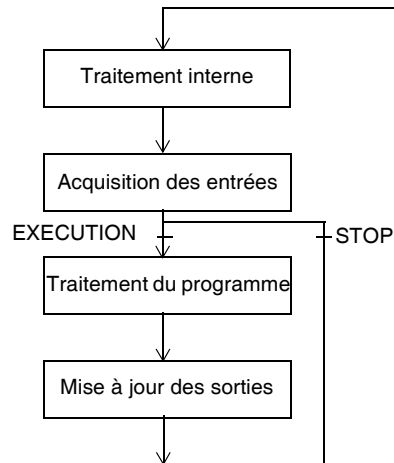 Traitement interne
Acquisition des entrées
EXECUTION
STOP
Traitement du programme
Mise à jour des sorties